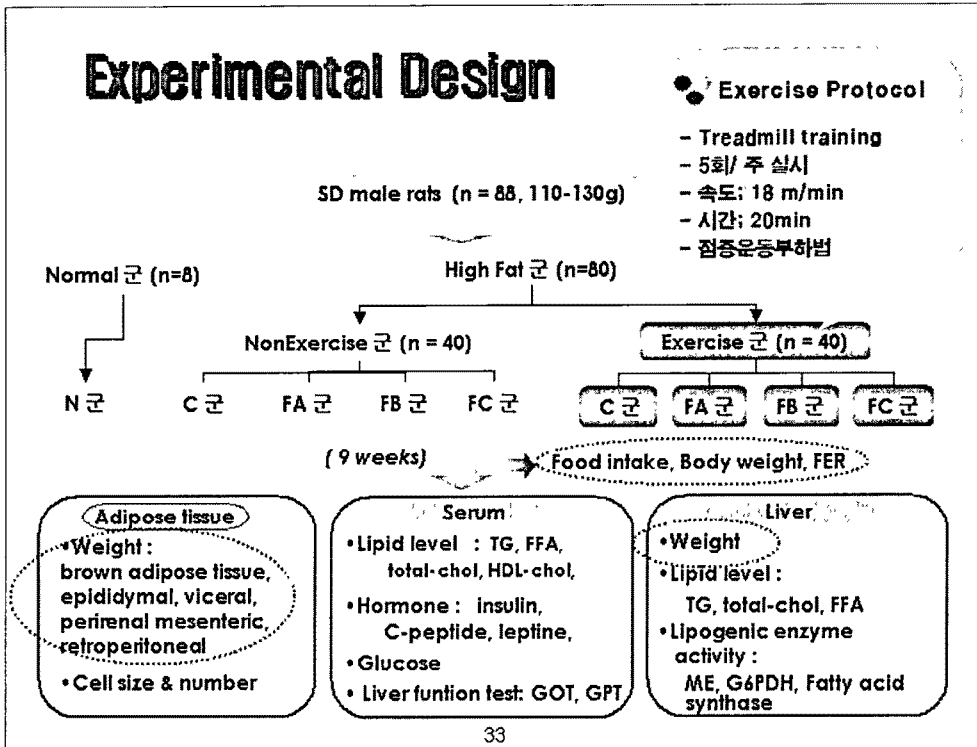 Experimental Design
Exercise Protocol
- Treadmill training
- 5회/ 주 실시
- 속도; 18 m/min
- 시간; 20min
- 점증운동부하법
SD male rats (n = 88, 110-130g)
Normal 군 (n=8)
High Fat 군 (n=80)
NonExercise 군 (n = 40)
Exercise 군 (n = 40)
N 군
C 군 FA 군 FB 군 FC 군
C 군 FA 군 FB 군 FC 군
( 9 weeks)
Food intake, Body weight, FER
Adipose tissue
•Weight :
brown adipose tissue,
epididymal, viceral,
perirenal mesenteric,
retroperitoneal
•Cell size & number
Serum
•Lipid level : TG, FFA,
total-chol, HDL-chol,
•Hormone : insulin,
C-peptide, leptine,
•Glucose
•Liver funtion test: GOT, GPT
Liver
•Weight
•Lipid level :
TG, total-chol, FFA
•Lipogenic enzyme
activity :
ME, G6PDH, Fatty acid
synthase
33